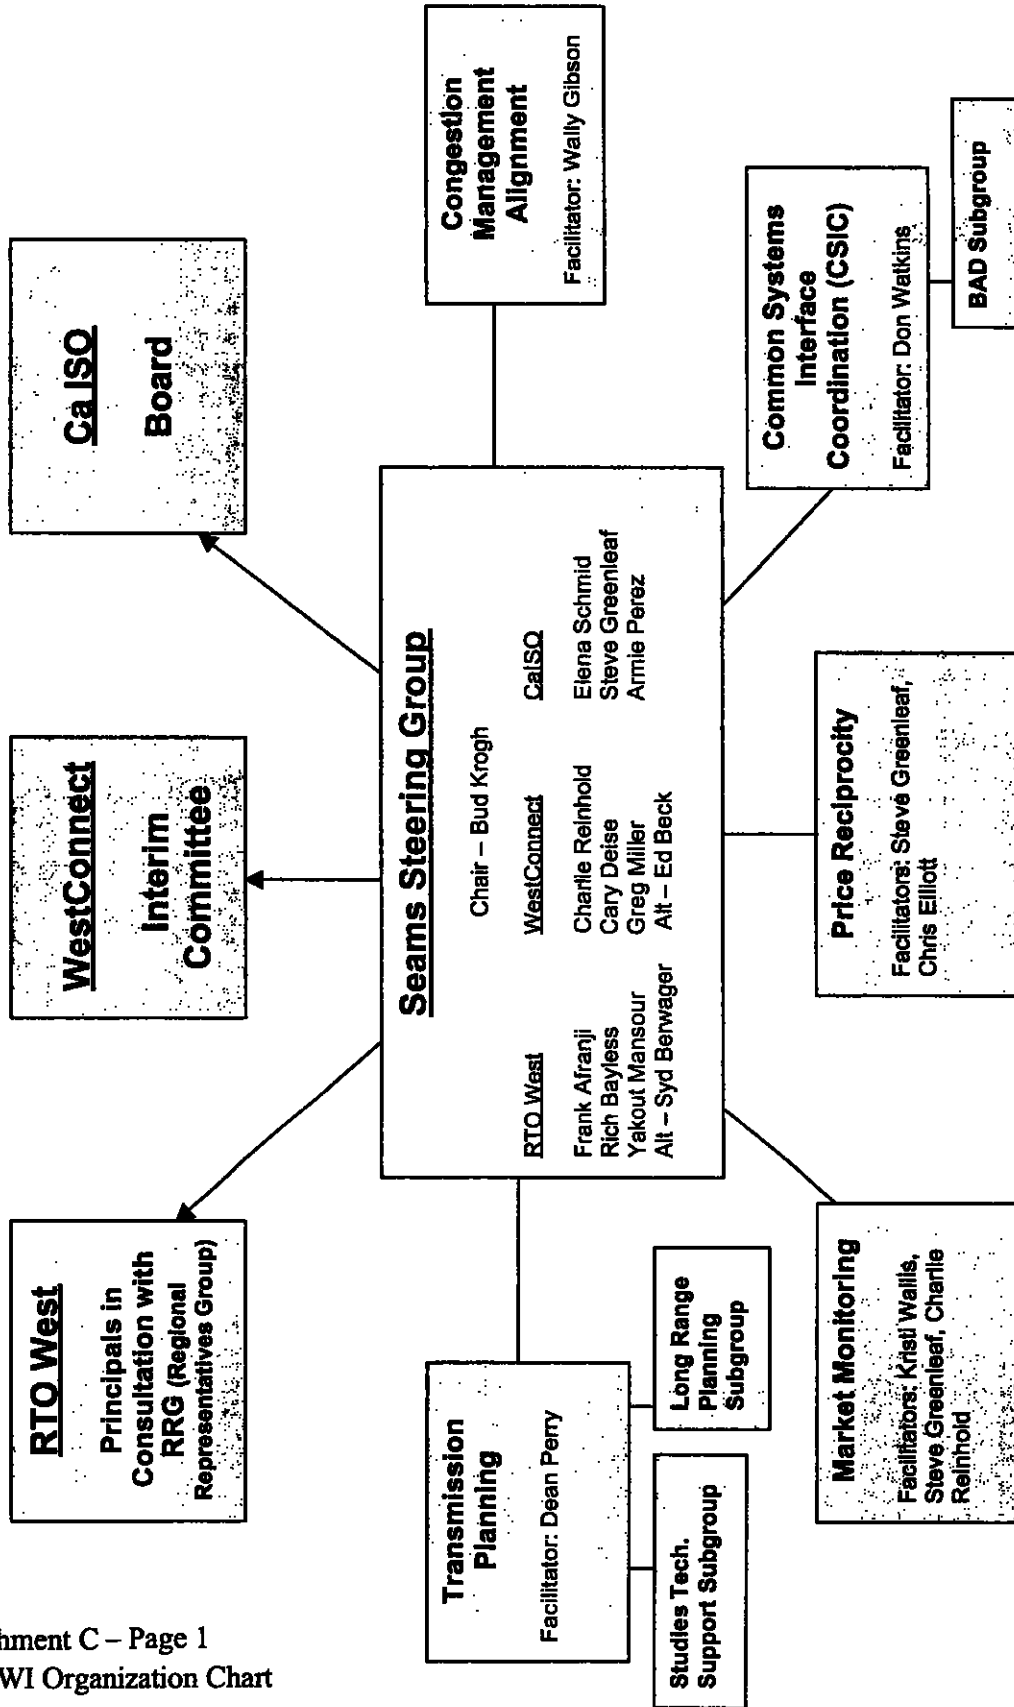 RTO West
Principals in
Consultation with
RRG (Regional
Representatives Group)
WestConnect
Interim
Committee
Ca ISO
Board
Seams Steering Group
Chair – Bud Krogh
RTO West
Frank Afranji
Rich Bayless
Yakout Mansour
Alt – Syd Berwager
WestConnect
Charlie Reinhold
Cary Deise
Greg Miller
Alt – Ed Beck
CaISO
Elena Schmid
Steve Greenleaf
Armie Perez
Transmission
Planning
Facilitator: Dean Perry
Studies Tech.
Support Subgroup
Long Range
Planning
Subgroup
Congestion
Management
Alignment
Facilitator: Wally Gibson
Market Monitoring
Facilitators: Kristi Wallis,
Steve Greenleaf, Charlie
Reinhold
Price Reciprocity
Facilitators: Steve Greenleaf,
Chris Elliott
Common Systems
Interface
Coordination (CSIC)
Facilitator: Don Watkins
BAD Subgroup
hment C – Page 1
WI Organization Chart